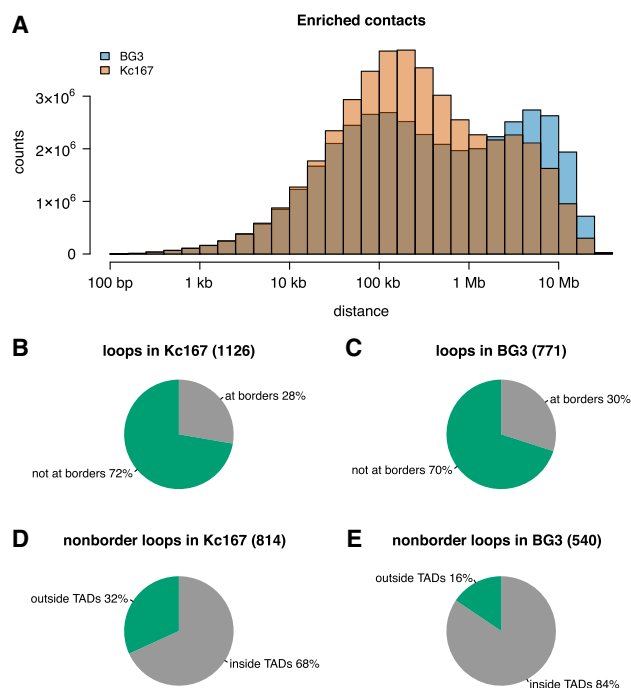 A
Enriched contacts
BG3
Kc167
counts
3×10⁶
2×10⁶
1×10⁶
0
100 bp 1 kb 10 kb 100 kb 1 Mb 10 Mb
distance
B
loops in Kc167 (1126)
at borders 28%
not at borders 72%
C
loops in BG3 (771)
at borders 30%
not at borders 70%
D
nonborder loops in Kc167 (814)
outside TADs 32%
inside TADs 68%
E
nonborder loops in BG3 (540)
outside TADs 16%
inside TADs 84%